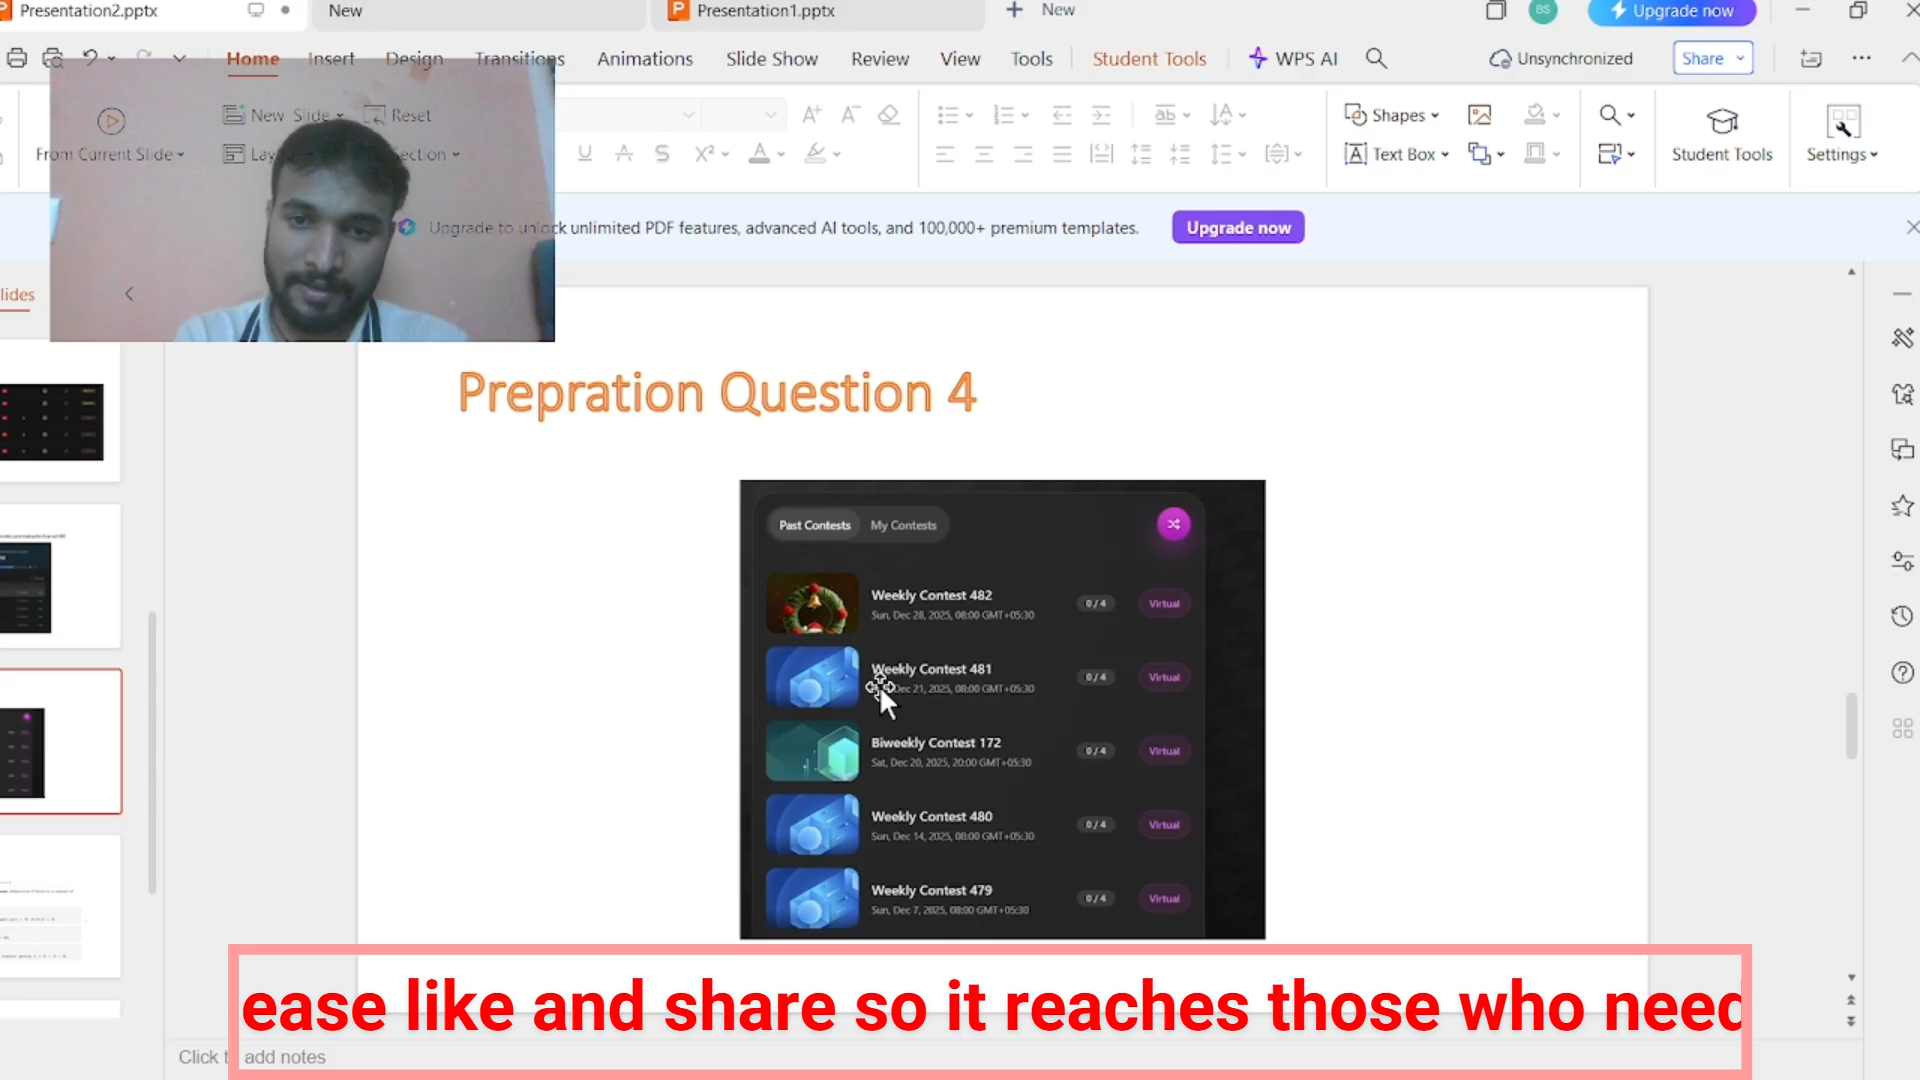 Presentation2.pptx
New
Presentation1.pptx
New
BS
Upgrade now
Home
Insert
Design
Transitions
Animations
Slide Show
Review
View
Tools
Student Tools
WPS AI
Unsynchronized
Share
From Current Slide
New Slide
Reset
Section
Shapes
Text Box
Student Tools
Settings
Upgrade to unlock unlimited PDF features, advanced AI tools, and 100,000+ premium templates.
Upgrade now
lides
Prepration Question 4
Past Contests
My Contests
Weekly Contest 482
Sun, Dec 28, 2025, 08:00 GMT+05:30
0 / 4
Virtual
Weekly Contest 481
Dec 21, 2025, 08:00 GMT+05:30
0 / 4
Virtual
Biweekly Contest 172
Sat, Dec 20, 2025, 20:00 GMT+05:30
0 / 4
Virtual
Weekly Contest 480
Sun, Dec 14, 2025, 08:00 GMT+05:30
0 / 4
Virtual
Weekly Contest 479
Sun, Dec 7, 2025, 08:00 GMT+05:30
0 / 4
Virtual
ease like and share so it reaches those who need
Click t add notes